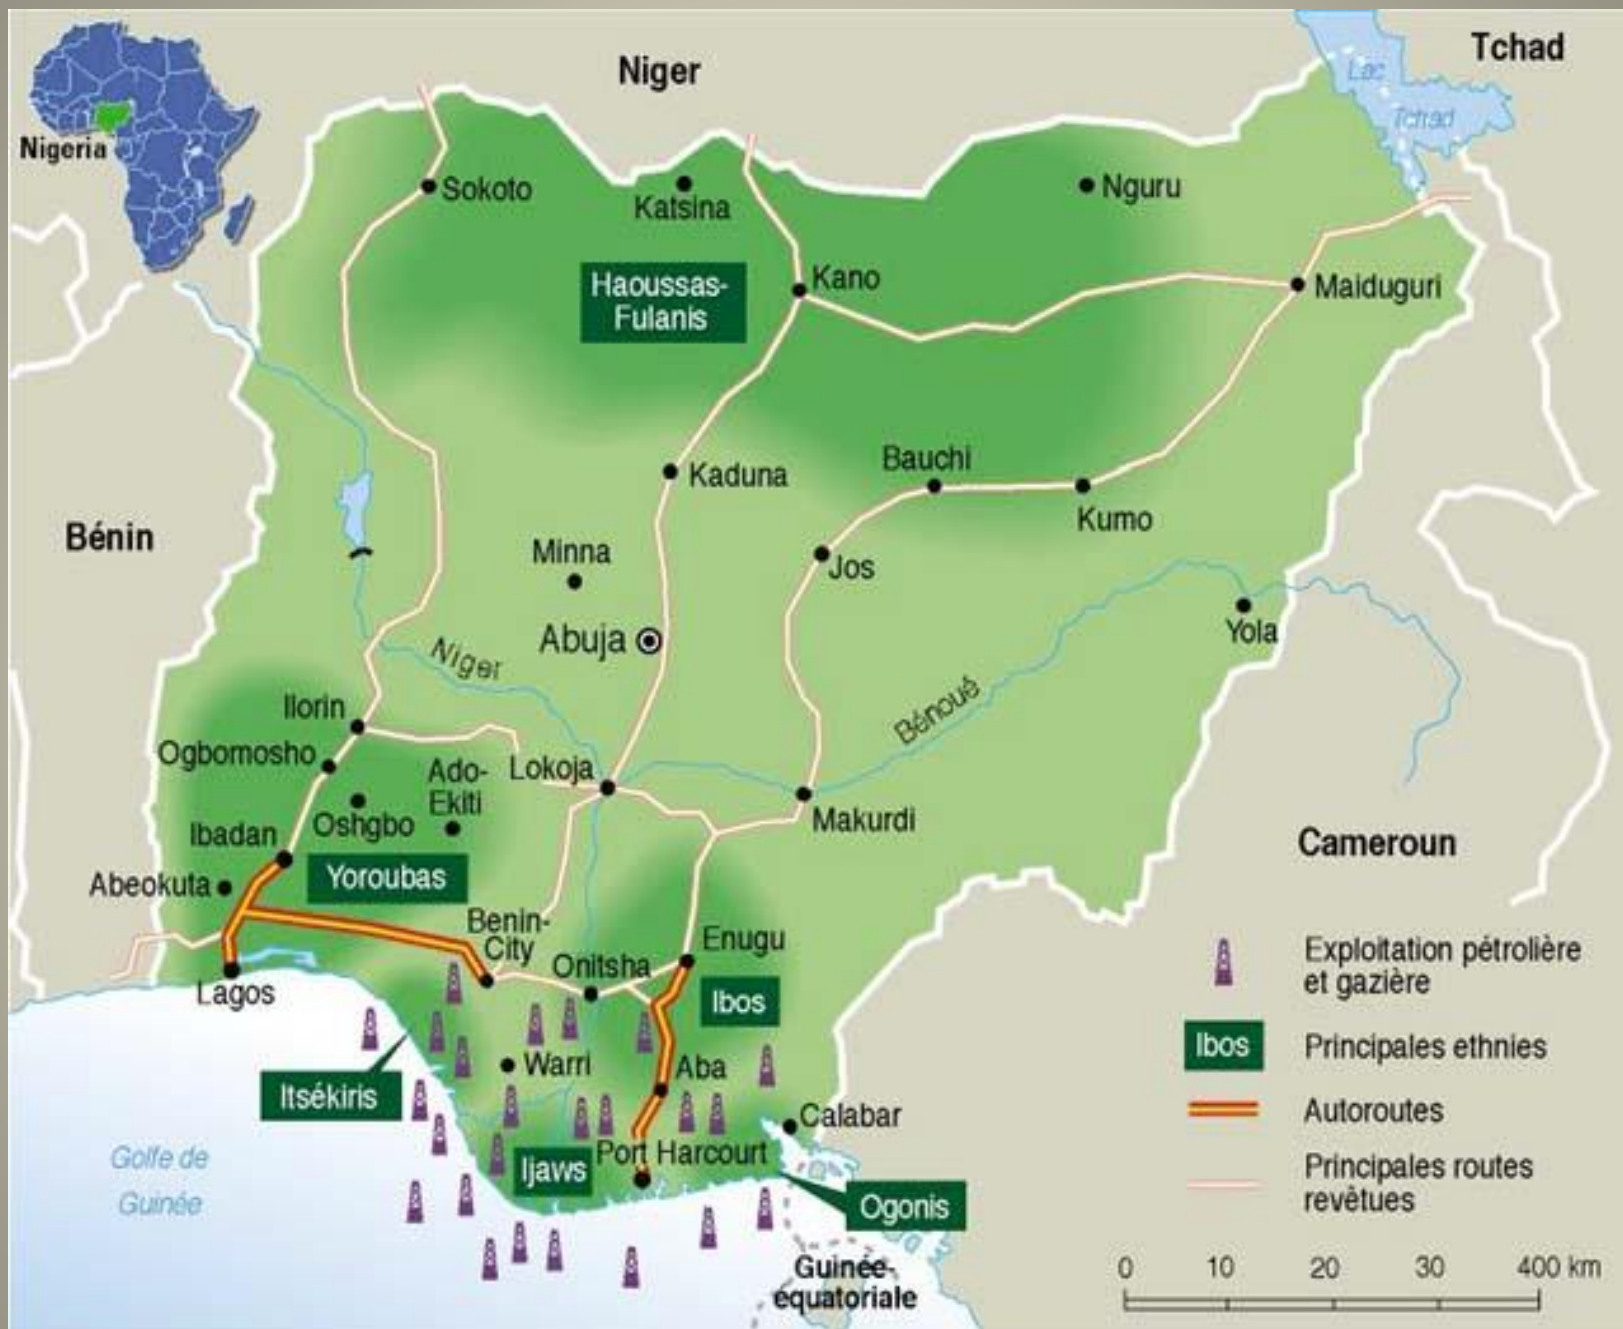 Niger
Tchad
Lac
Tchad
Nigeria
Sokoto
Katsina
Nguru
Haoussas-
Fulanis
Kano
Maiduguri
Kaduna
Bauchi
Kumo
Bénin
Minna
Jos
Abuja
Yola
Niger
Bénoué
Ilorin
Ogbomosho
Ado-
Ekiti
Lokoja
Oshgbo
Makurdi
Ibadan
Cameroun
Yoroubas
Abeokuta
Benin-
City
Enugu
Onitsha
Lagos
Ibos
Exploitation pétrolière
et gazière
Ibos
Principales ethnies
Warri
Aba
Itsékiris
Autoroutes
Calabar
Golfe de
Guinée
Port Harcourt
Ijaws
Principales routes
revêtues
Ogonis
Guinée-
équatoriale
0 10 20 30 400 km